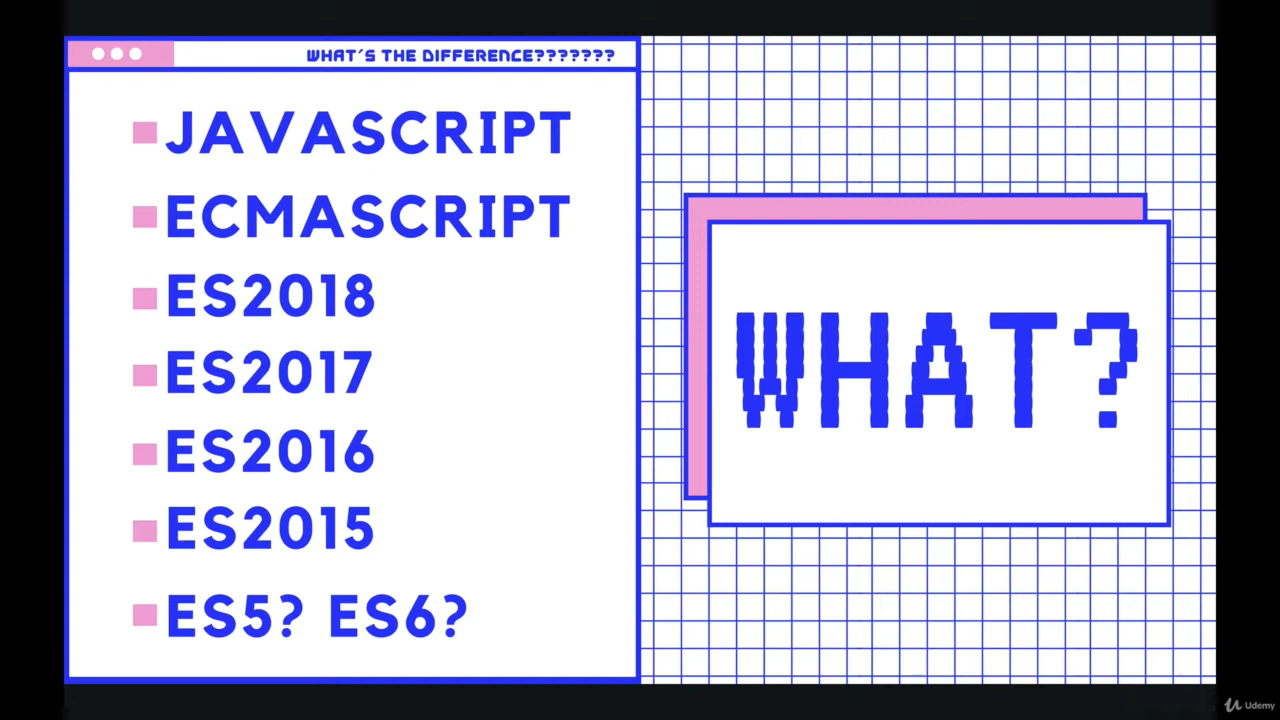 WHAT'S THE DIFFERENCE???????
JAVASCRIPT
ECMASCRIPT
ES2018
ES2017
ES2016
ES2015
ES5? ES6?
WHAT?
Udemy